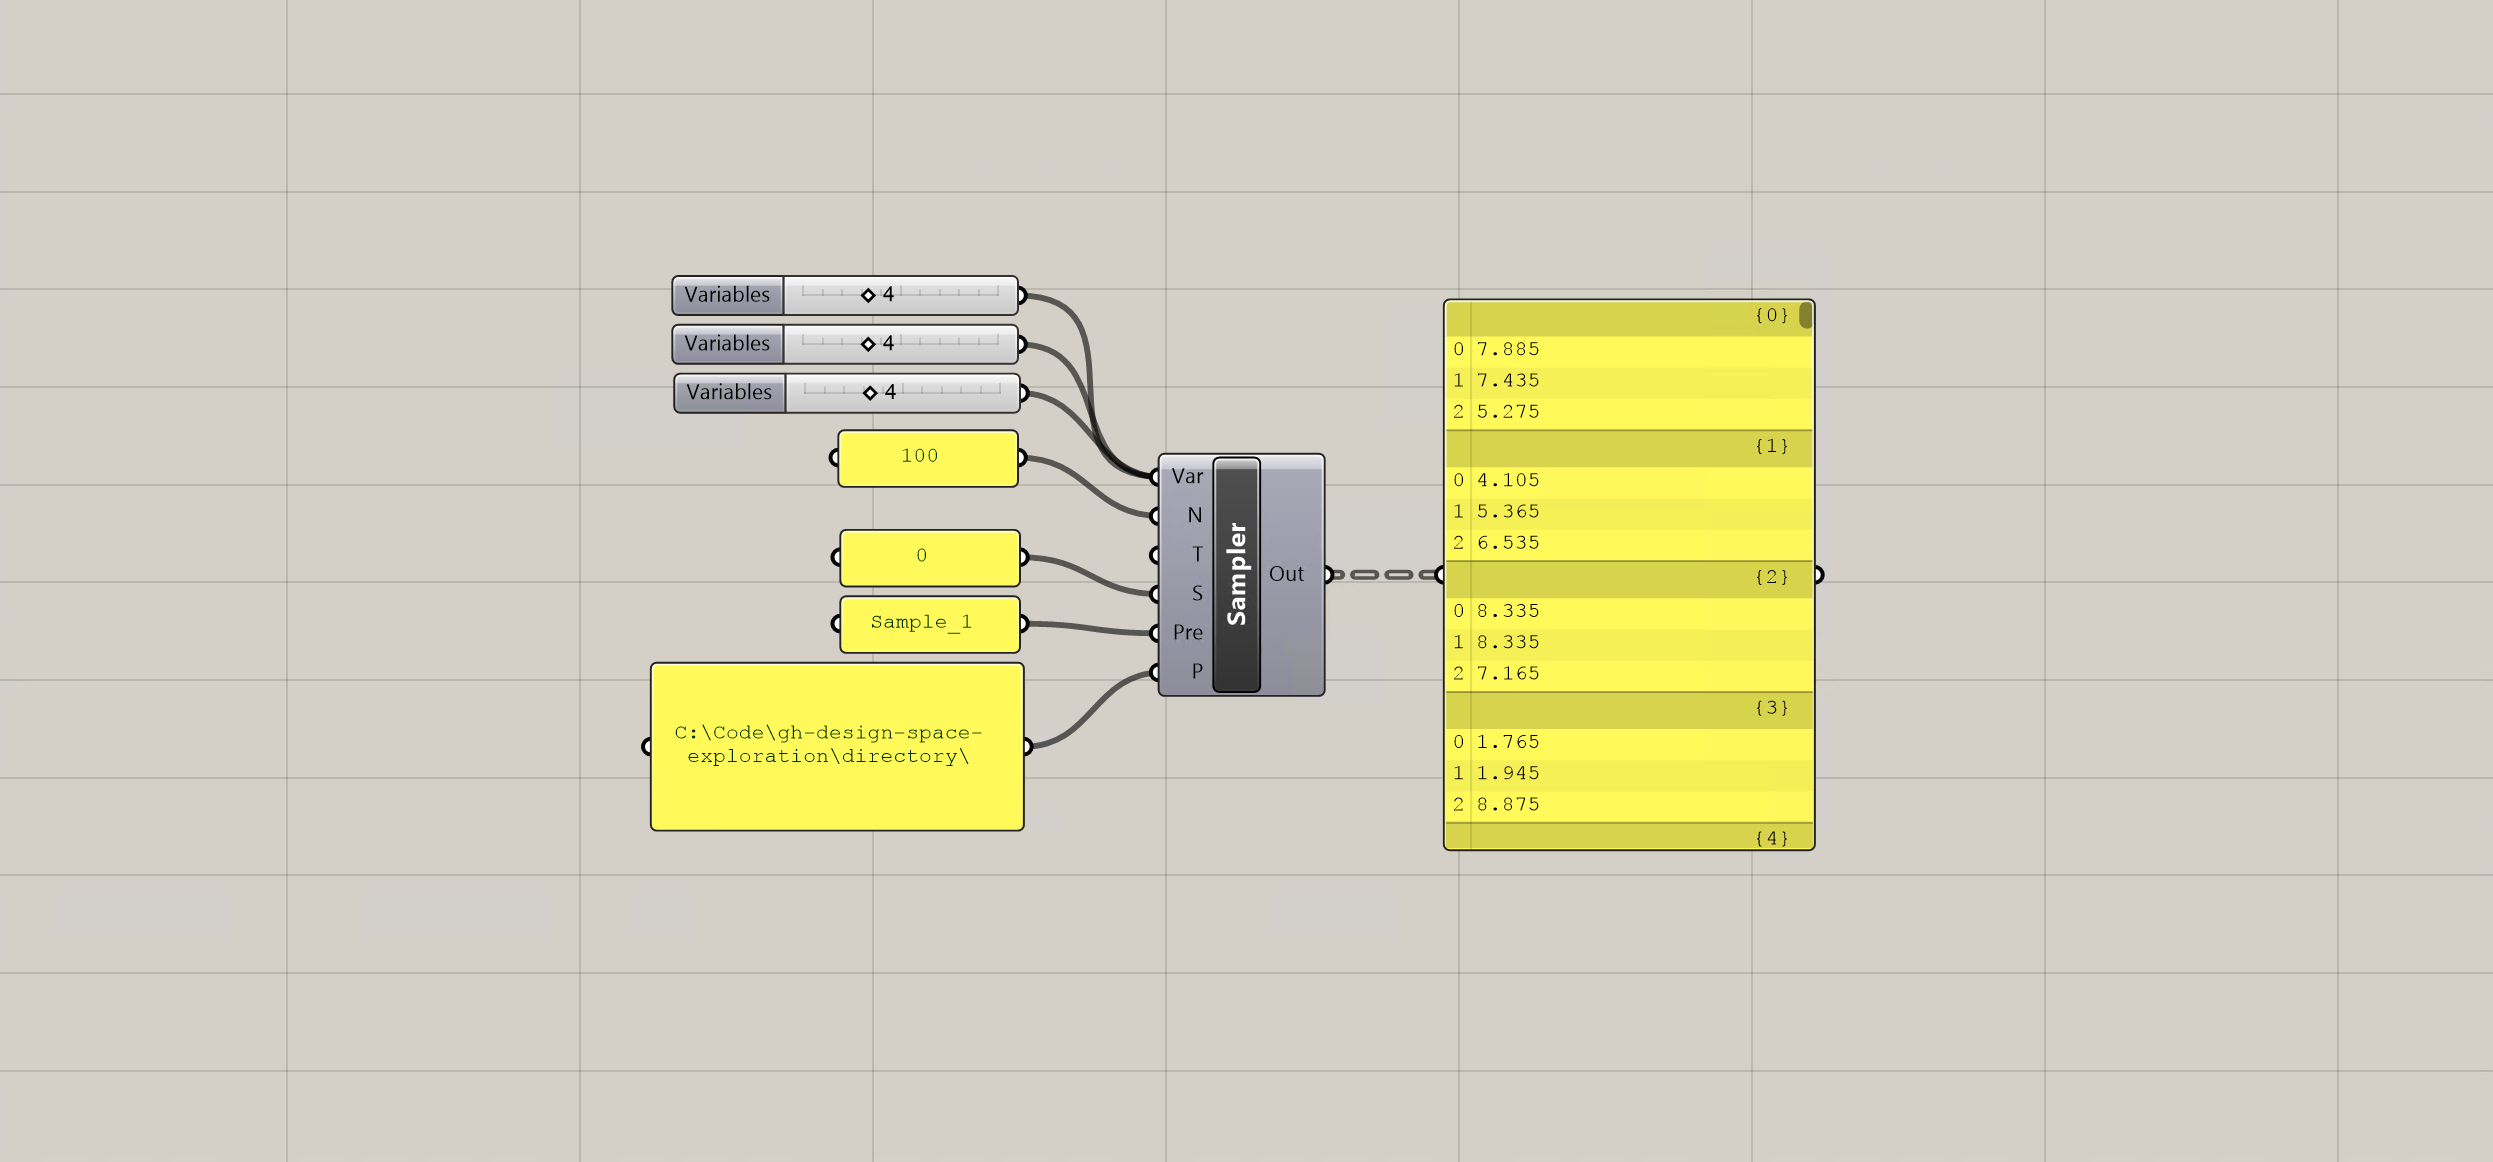 Variables 4
Variables 4
Variables 4
100
0
Sample_1
C:\Code\gh-design-space-
exploration\directory\
Var
N
T
S
Pre
P
Sampler
Out
{0}
0 7.885
1 7.435
2 5.275
{1}
0 4.105
1 5.365
2 6.535
{2}
0 8.335
1 8.335
2 7.165
{3}
0 1.765
1 1.945
2 8.875
{4}